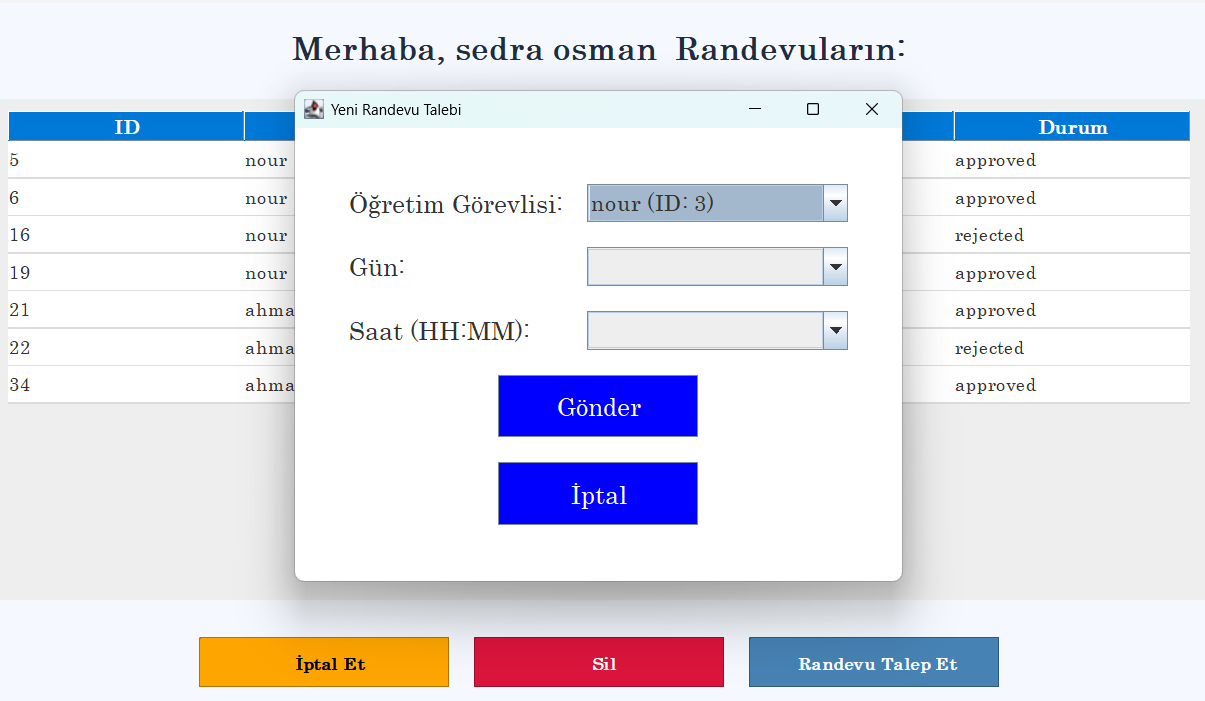 Merhaba, sedra osman Randevuların:
Yeni Randevu Talebi
ID Durum
5 nour approved
6 nour approved
16 nour rejected
19 nour approved
21 ahma approved
22 ahma rejected
34 ahma approved
Öğretim Görevlisi: nour (ID: 3)
Gün:
Saat (HH:MM):
Gönder
İptal
İptal Et Sil Randevu Talep Et